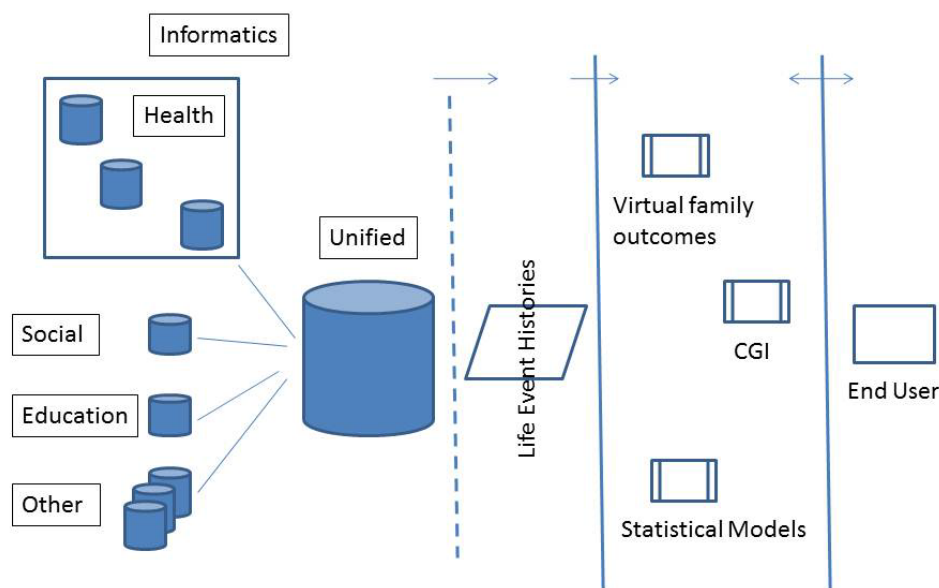 Informatics
Health
Unified
Social
Education
Other
Life Event Histories
Virtual family
outcomes
CGI
End User
Statistical Models